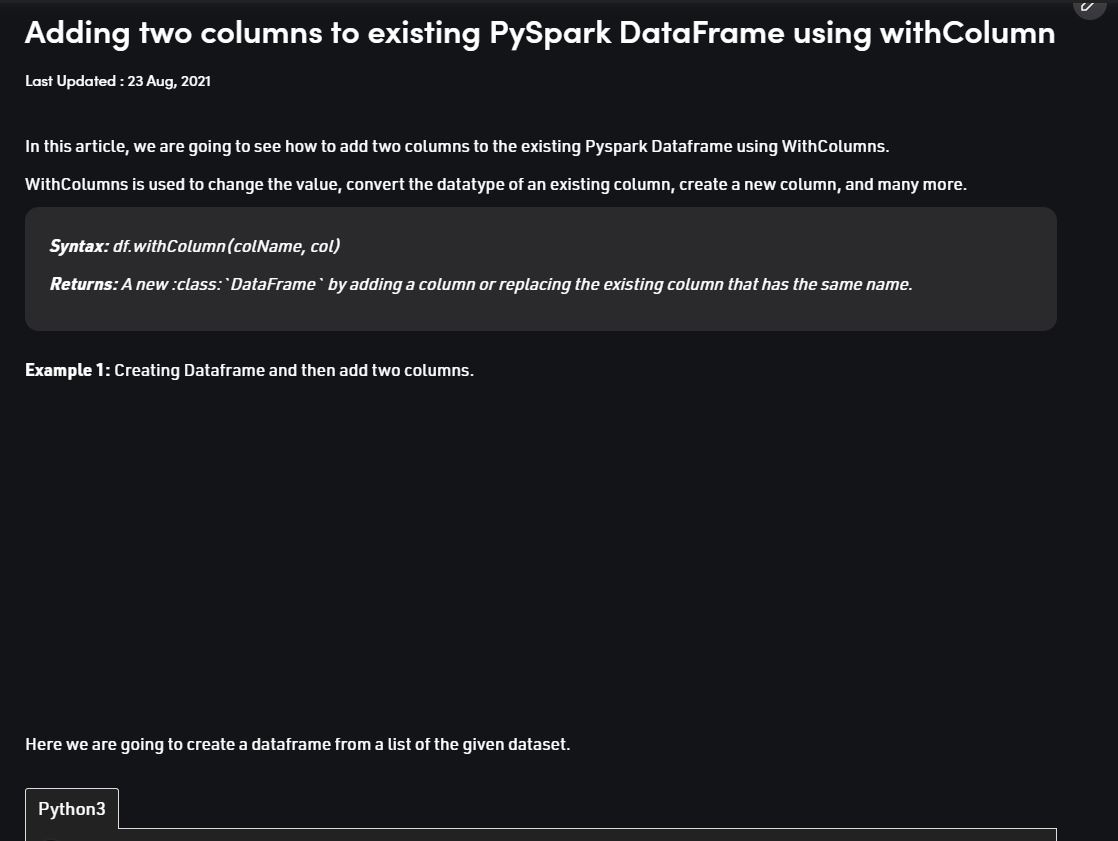 Adding two columns to existing PySpark DataFrame using withColumn
Last Updated : 23 Aug, 2021
In this article, we are going to see how to add two columns to the existing Pyspark Dataframe using WithColumns.
WithColumns is used to change the value, convert the datatype of an existing column, create a new column, and many more.
Syntax: df.withColumn(colName, col)
Returns: A new :class:`DataFrame` by adding a column or replacing the existing column that has the same name.
Example 1: Creating Dataframe and then add two columns.
Here we are going to create a dataframe from a list of the given dataset.
Python3